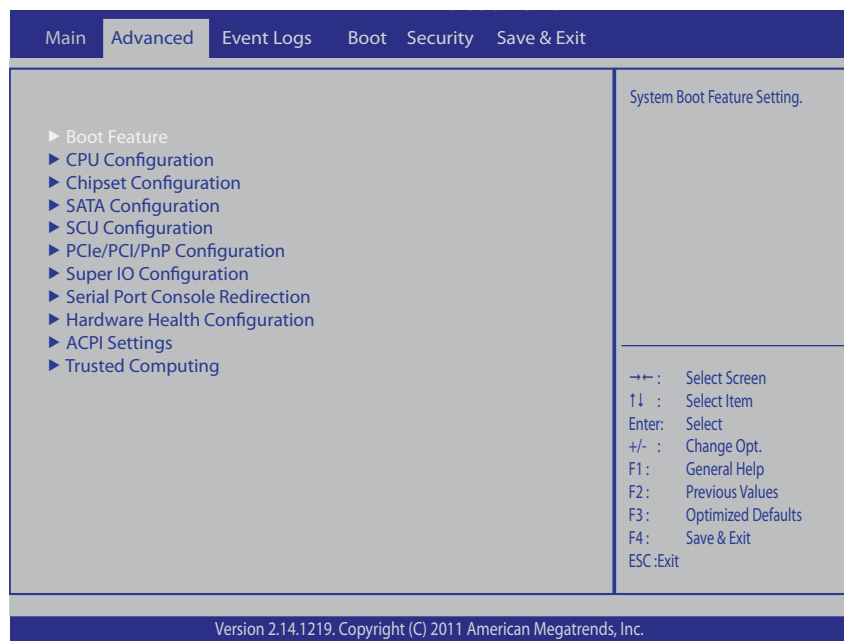 Main Advanced Event Logs Boot Security Save & Exit
System Boot Feature Setting.
▶ Boot Feature
▶ CPU Configuration
▶ Chipset Configuration
▶ SATA Configuration
▶ SCU Configuration
▶ PCIe/PCI/PnP Configuration
▶ Super IO Configuration
▶ Serial Port Console Redirection
▶ Hardware Health Configuration
▶ ACPI Settings
▶ Trusted Computing
→← : Select Screen
↑↓ : Select Item
Enter: Select
+/- : Change Opt.
F1 : General Help
F2 : Previous Values
F3 : Optimized Defaults
F4 : Save & Exit
ESC :Exit
Version 2.14.1219. Copyright (C) 2011 American Megatrends, Inc.